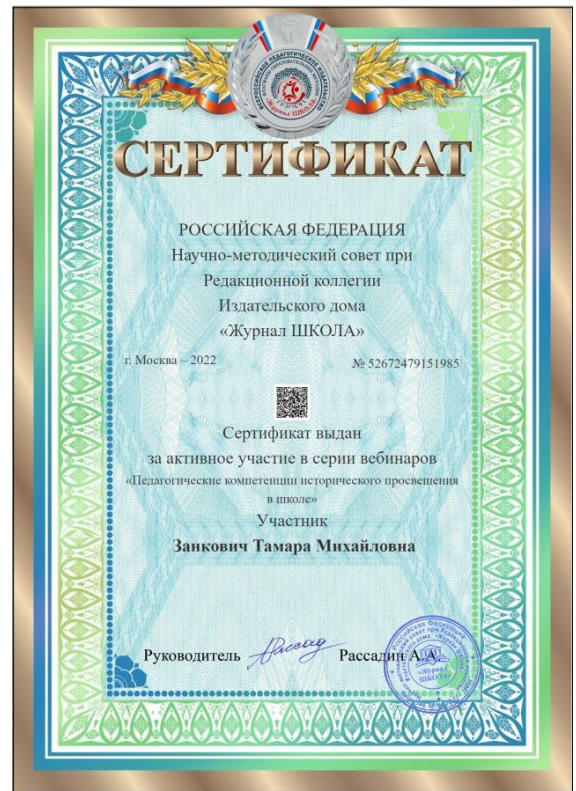 СЕРТИФИКАТ
РОССИЙСКАЯ ФЕДЕРАЦИЯ
Научно-методический совет при
Редакционной коллегии
Издательского дома
«Журнал ШКОЛА»
г. Москва – 2022
№ 52672479151985
Сертификат выдан
за активное участие в серии вебинаров
«Педагогические компетенции исторического просвещения
в школе»
Участник
Занкович Тамара Михайловна
Руководитель
Рассадин А.А.